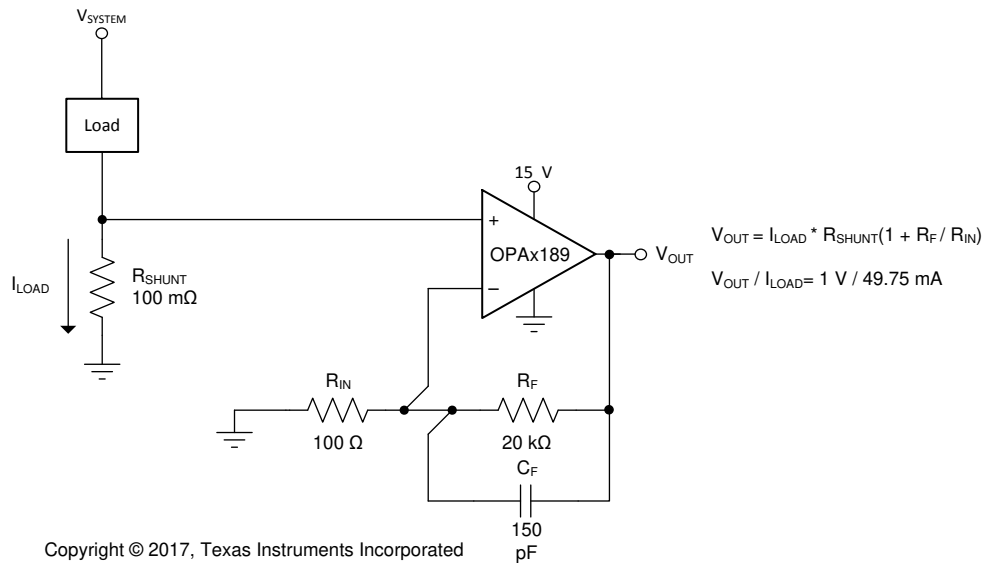 VSYSTEM
Load
15 V
+
OPAx189
−
VOUT
VOUT = ILOAD * RSHUNT(1 + RF / RIN)
VOUT / ILOAD= 1 V / 49.75 mA
ILOAD
RSHUNT
100 mΩ
RIN
100 Ω
RF
20 kΩ
CF
150
pF
Copyright © 2017, Texas Instruments Incorporated